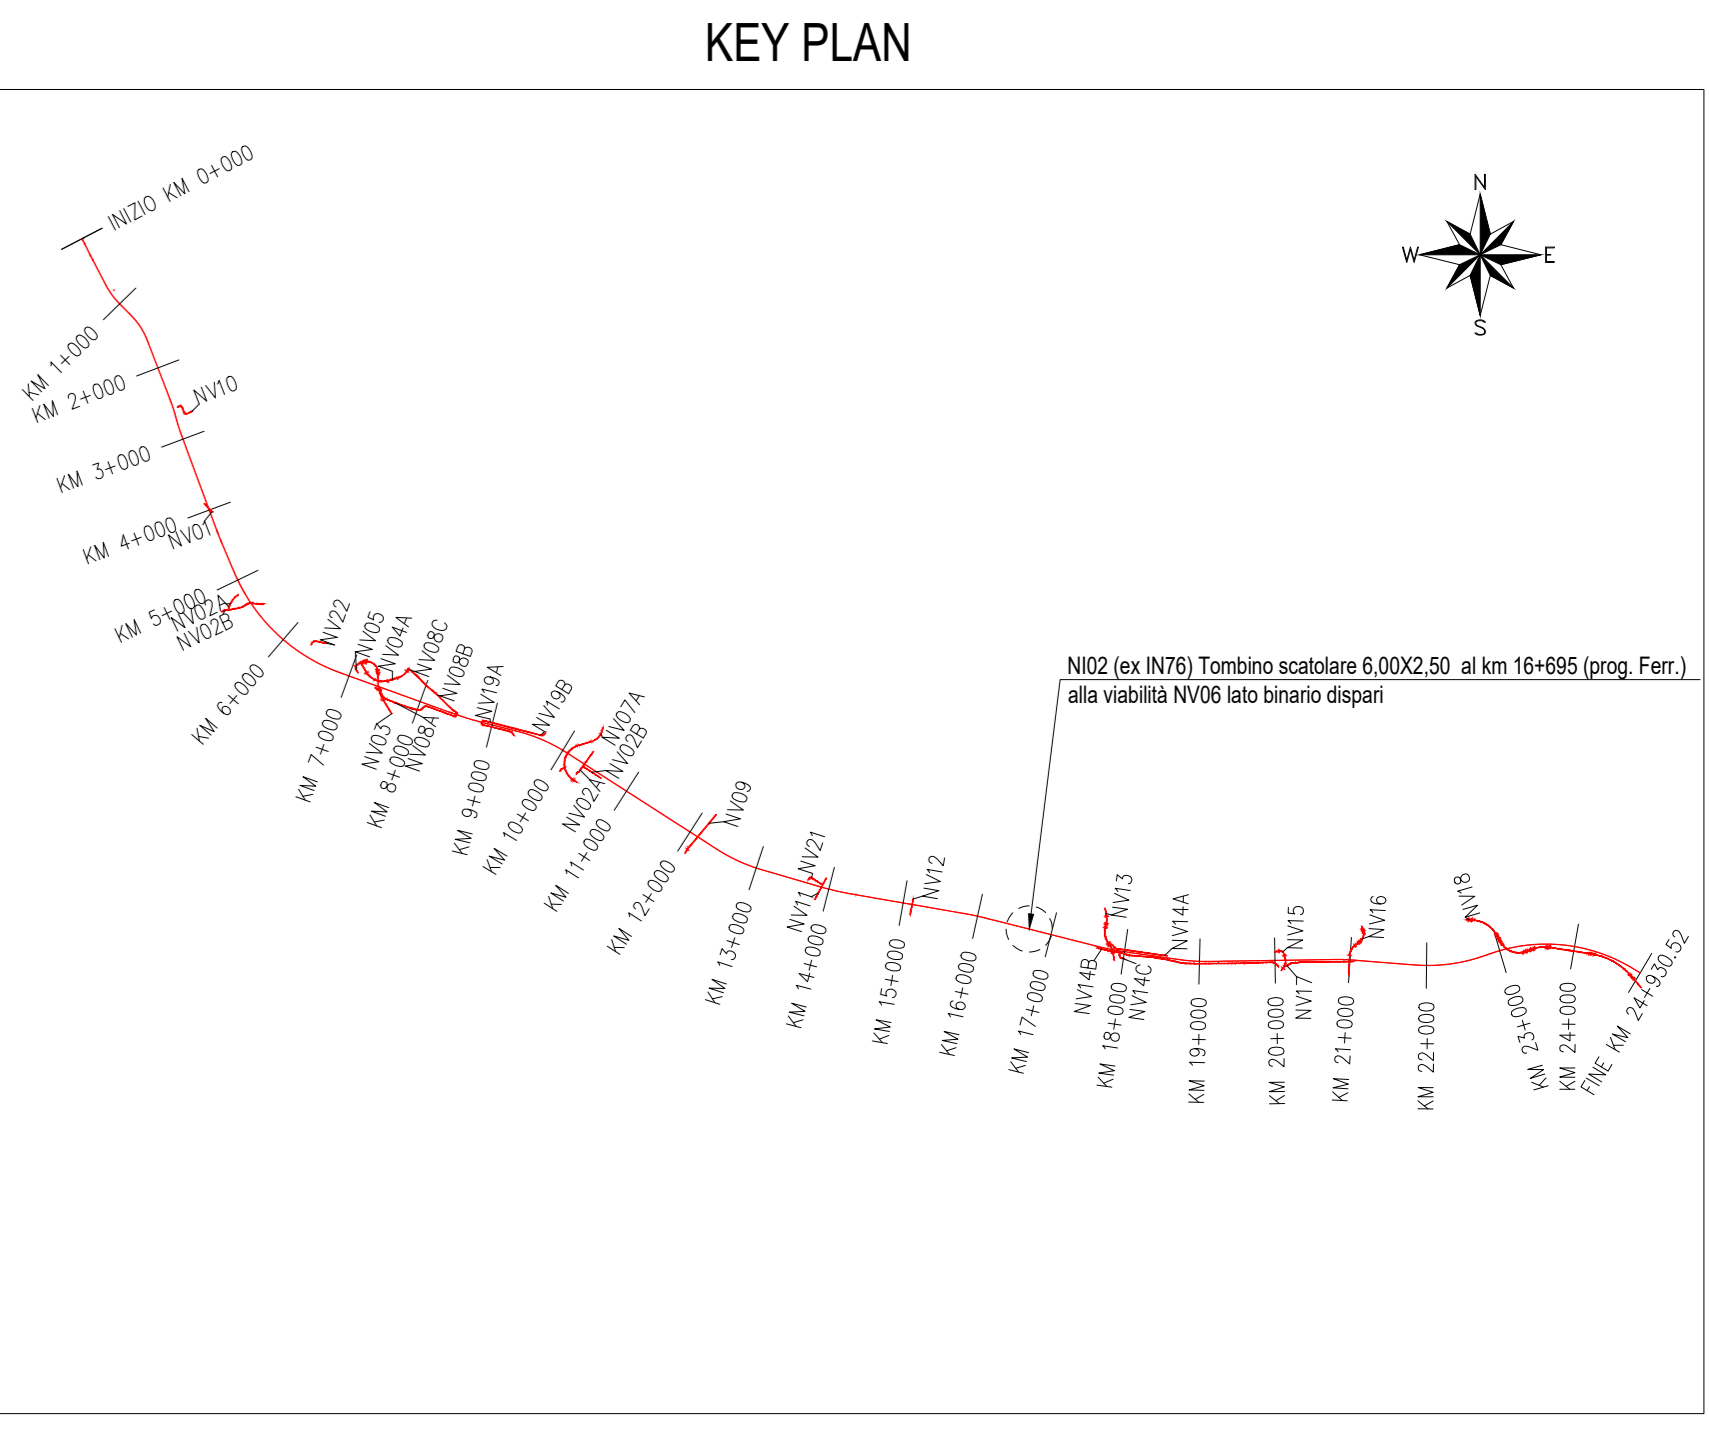 KEY PLAN
INIZIO KM 0+000
N
W
E
S
KM 1+000
KM 2+000
NV10
KM 3+000
KM 4+000
NV01
KM 5+000
NV02A
NV02B
KM 6+000
NV22
NV05
NV04A
NV08C
NV08B
NV19A
NV19B
NV07A
NV02B
NI02 (ex IN76) Tombino scatolare 6,00X2,50 al km 16+695 (prog. Ferr.)
alla viabilità NV06 lato binario dispari
KM 7+000
NV03
KM 8+000
NV08A
KM 9+000
KM 10+000
NV02A
KM 11+000
NV09
KM 12+000
KM 13+000
NV21
NV11
KM 14+000
NV12
KM 15+000
KM 16+000
KM 17+000
NV13
NV14A
NV14B
KM 18+000
NV14C
KM 19+000
NV15
KM 20+000
NV17
NV16
KM 21+000
KM 22+000
NV18
KM 23+000
KM 24+000
FINE KM 24+930.52